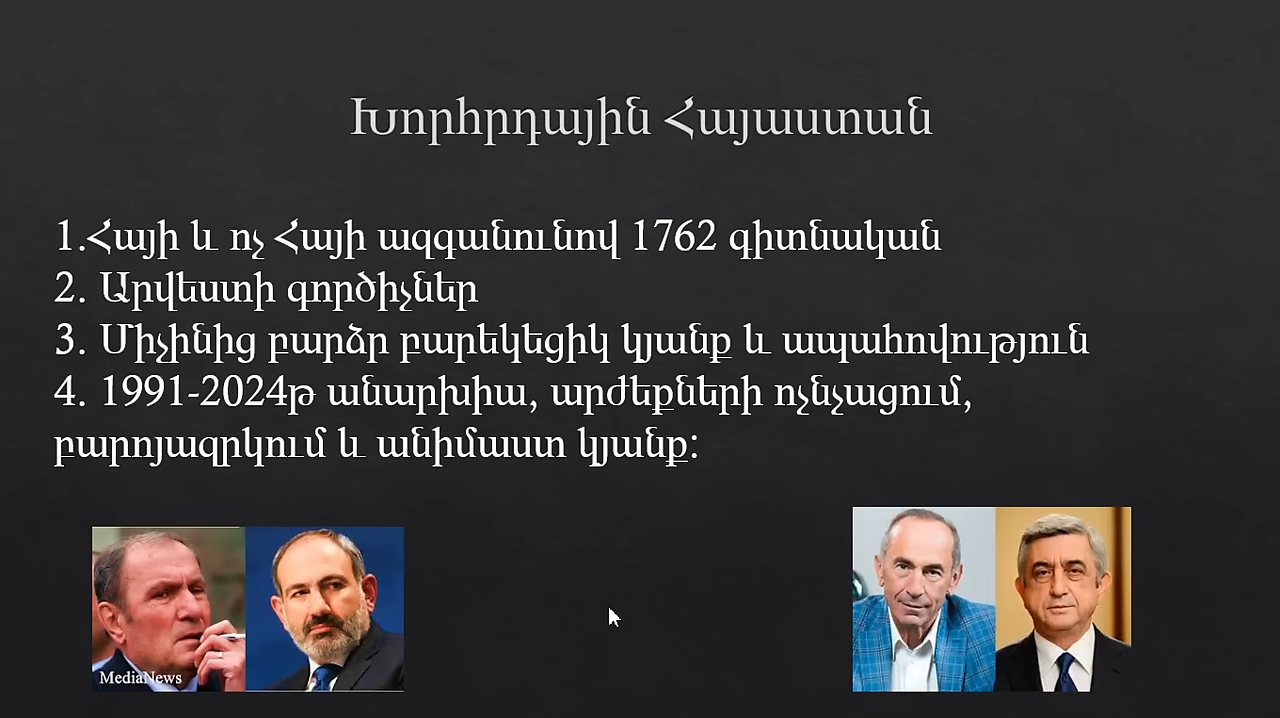 Խորհրդային Հայաստան
1.Հայի և ոչ Հայի ազգանունով 1762 գիտնական
2. Արվեստի գործիչներ
3. Միչինից բարձր բարեկեցիկ կյանք և ապահովություն
4. 1991-2024թ անարխիա, արժեքների ոչնչացում,
բարոյազրկում և անիմաստ կյանք:
MediaNews